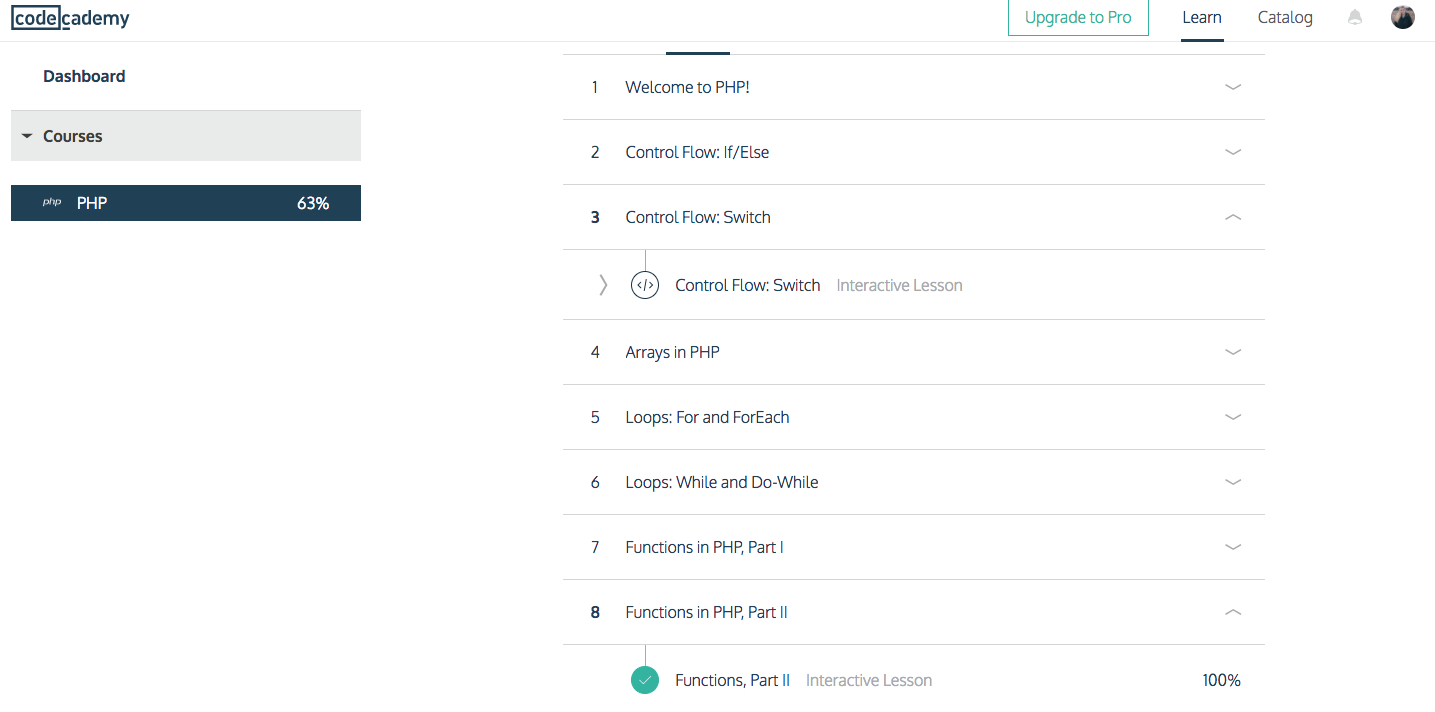 codecademy
Upgrade to Pro
Learn
Catalog
Dashboard
Courses
php PHP 63%
1 Welcome to PHP!
2 Control Flow: If/Else
3 Control Flow: Switch
</> Control Flow: Switch Interactive Lesson
4 Arrays in PHP
5 Loops: For and ForEach
6 Loops: While and Do-While
7 Functions in PHP, Part I
8 Functions in PHP, Part II
Functions, Part II Interactive Lesson 100%